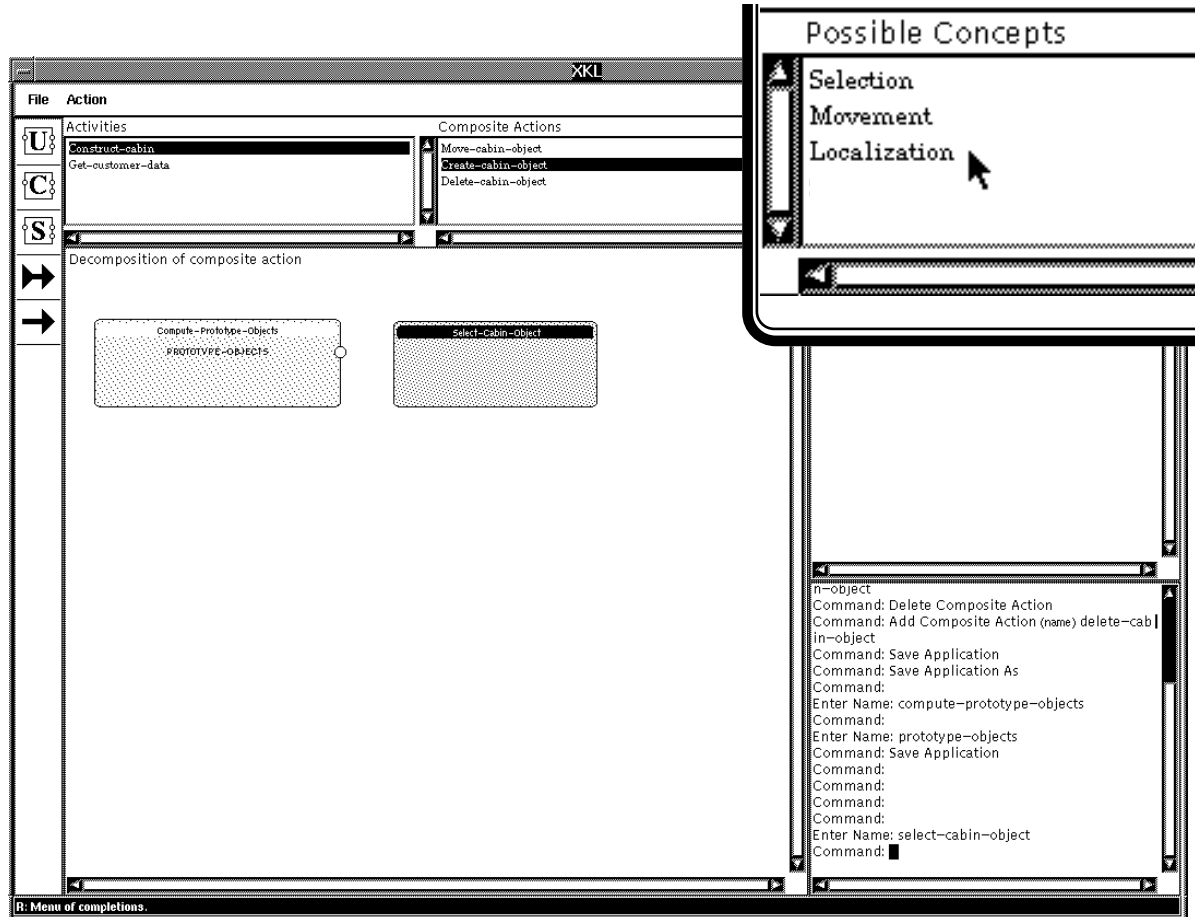 XKL
File Action
Possible Concepts
Selection
Movement
Localization
U
C
S
Activities
Construct-cabin
Get-customer-data
Composite Actions
Move-cabin-object
Create-cabin-object
Delete-cabin-object
Decomposition of composite action
Compute-Prototype-Objects
PROTOTYPE-OBJECTS
Select-Cabin-Object
n-object
Command: Delete Composite Action
Command: Add Composite Action (name) delete-cab
in-object
Command: Save Application
Command: Save Application As
Command:
Enter Name: compute-prototype-objects
Command:
Enter Name: prototype-objects
Command: Save Application
Command:
Command:
Command:
Command:
Enter Name: select-cabin-object
Command:
R: Menu of completions.